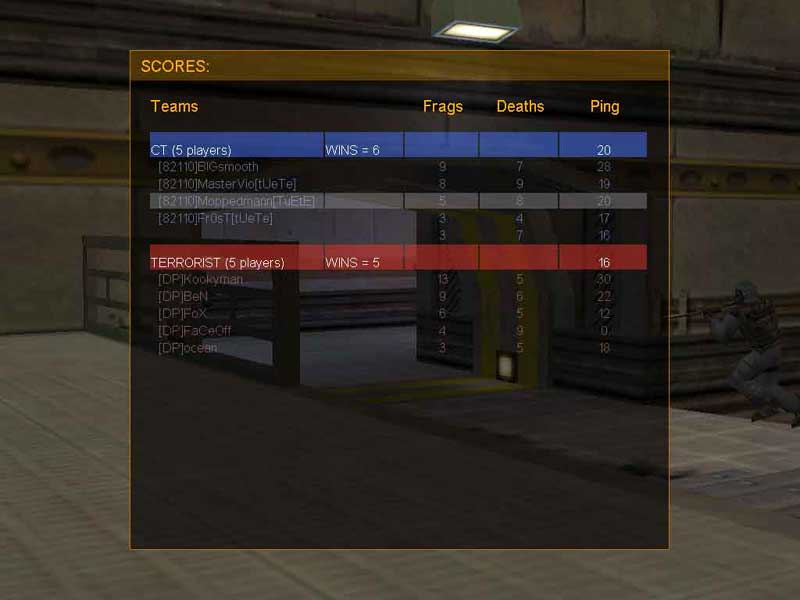 SCORES:
Teams Frags Deaths Ping
CT (5 players) WINS = 6 20
[82110]BIGsmooth 9 7 28
[82110]MasterVio[tUeTe] 8 9 19
[82110]Moppedmann[TuEtE] 5 8 20
[82110]Fr0sT[tUeTe] 3 4 17
3 7 16
TERRORIST (5 players) WINS = 5 16
[DP]Kookyman 13 5 30
[DP]BeN 9 6 22
[DP]FoX 6 5 12
[DP]FaCeOff 4 9 0
[DP]ocean 3 5 18